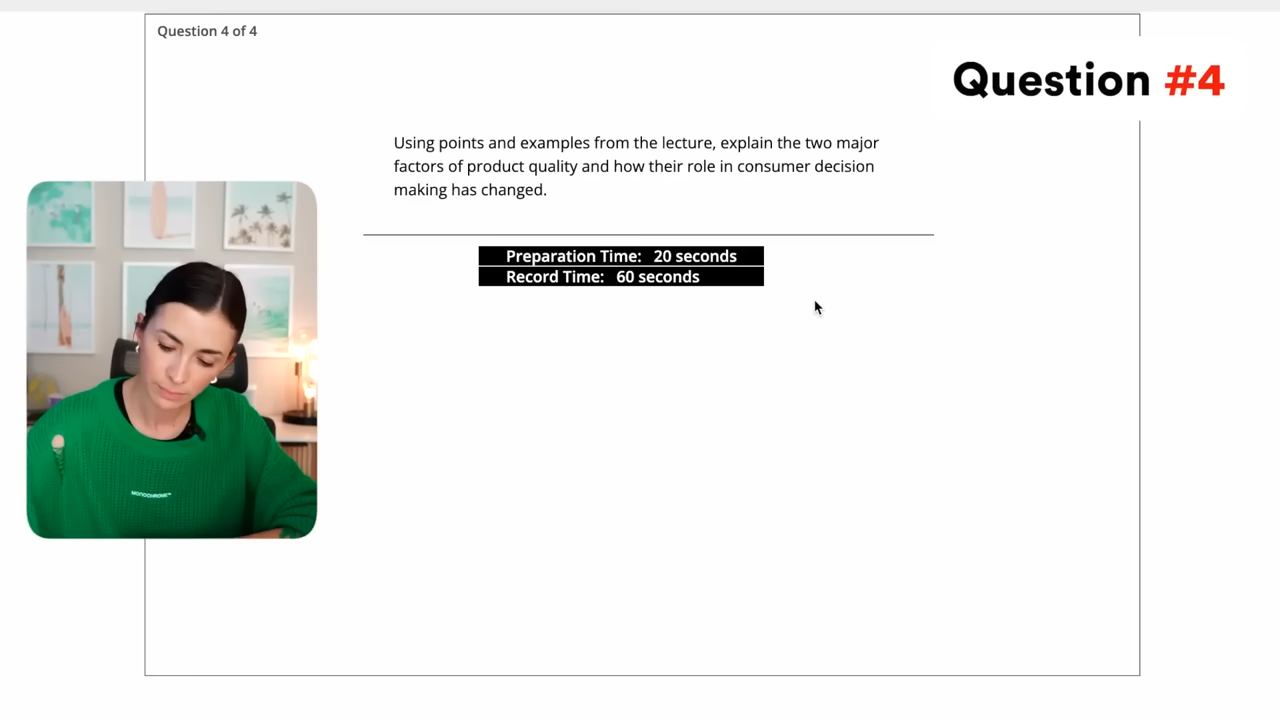 Question 4 of 4
Question #4
Using points and examples from the lecture, explain the two major
factors of product quality and how their role in consumer decision
making has changed.
Preparation Time: 20 seconds
Record Time: 60 seconds
MONOCHROME™